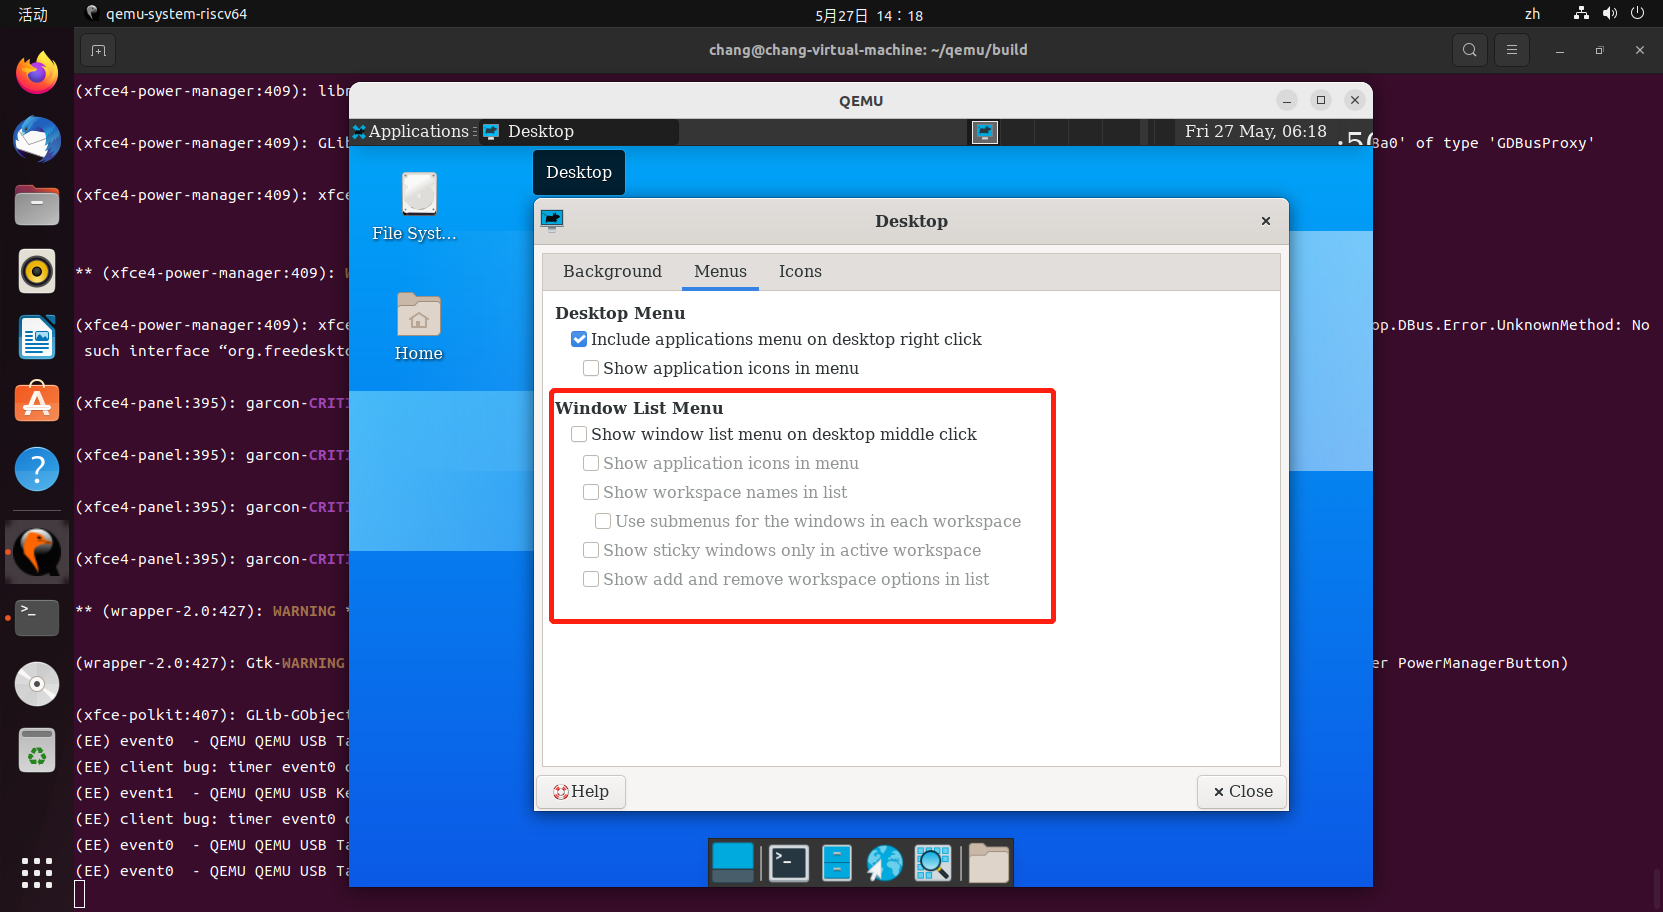 活动
qemu-system-riscv64
5月27日 14：18
zh
chang@chang-virtual-machine: ~/qemu/build
(xfce4-power-manager:409): libn
QEMU
Applications
Desktop
Fri 27 May, 06:18
(xfce4-power-manager:409): GLib
8a0' of type 'GDBusProxy'
Desktop
(xfce4-power-manager:409): xfce
File Syst...
Desktop
** (xfce4-power-manager:409): W
Background Menus Icons
Desktop Menu
(xfce4-power-manager:409): xfce
op.DBus.Error.UnknownMethod: No
such interface “org.freedeskto
Home
Include applications menu on desktop right click
Show application icons in menu
(xfce4-panel:395): garcon-CRITI
Window List Menu
Show window list menu on desktop middle click
(xfce4-panel:395): garcon-CRITI
Show application icons in menu
Show workspace names in list
(xfce4-panel:395): garcon-CRITI
Use submenus for the windows in each workspace
(xfce4-panel:395): garcon-CRITI
Show sticky windows only in active workspace
Show add and remove workspace options in list
** (wrapper-2.0:427): WARNING *
(wrapper-2.0:427): Gtk-WARNING
er PowerManagerButton)
(xfce-polkit:407): GLib-GObject
(EE) event0  - QEMU QEMU USB Ta
(EE) client bug: timer event0 d
(EE) event1  - QEMU QEMU USB Ke
(EE) client bug: timer event0 d
(EE) event0  - QEMU QEMU USB Ta
(EE) event0  - QEMU QEMU USB Ta
Help
Close